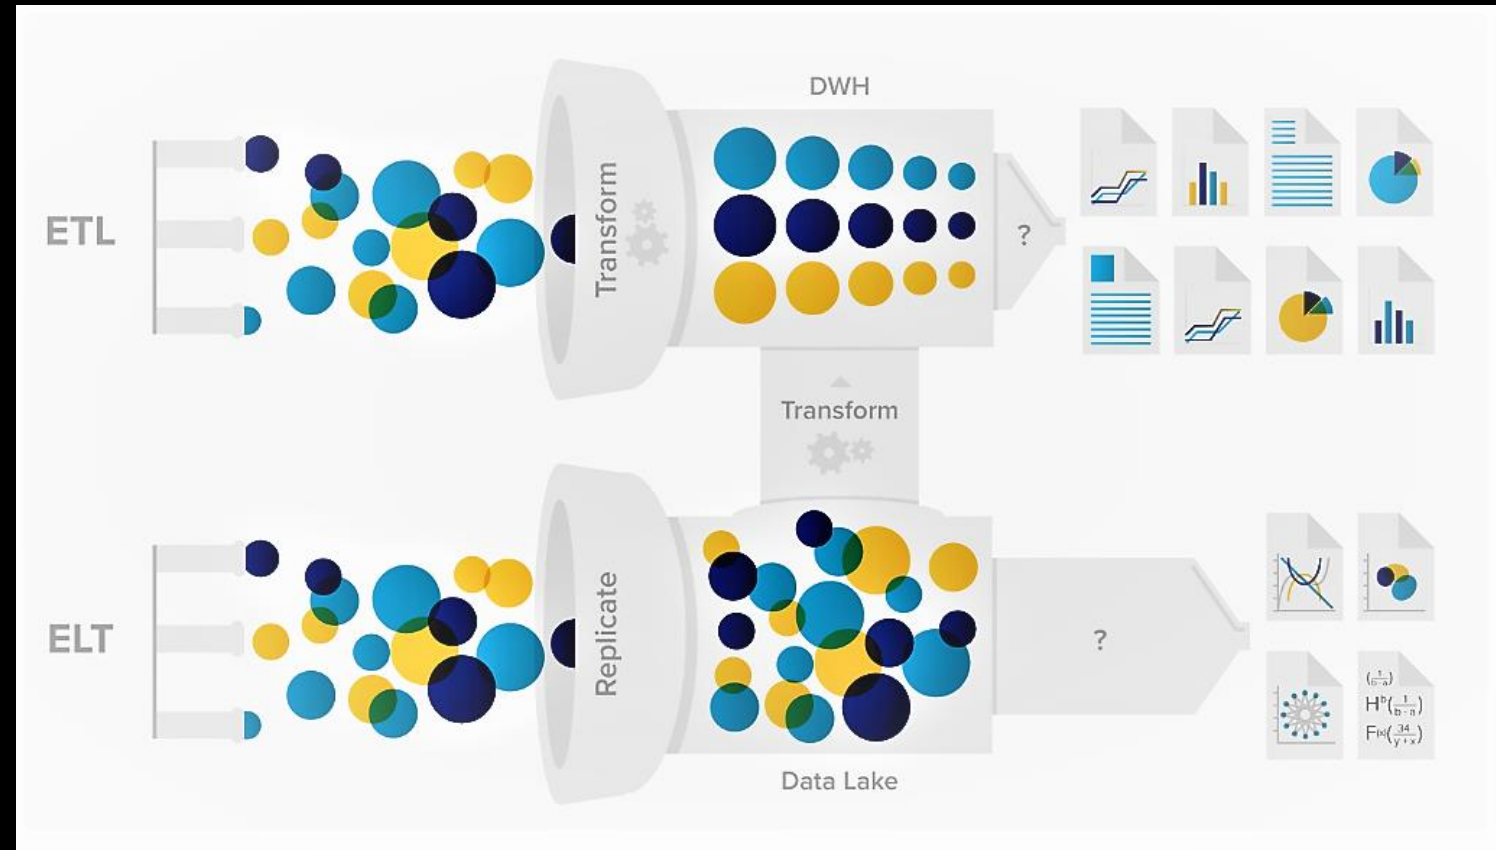 DWH
ETL
Transform
?
Transform
ELT
Replicate
?
Data Lake